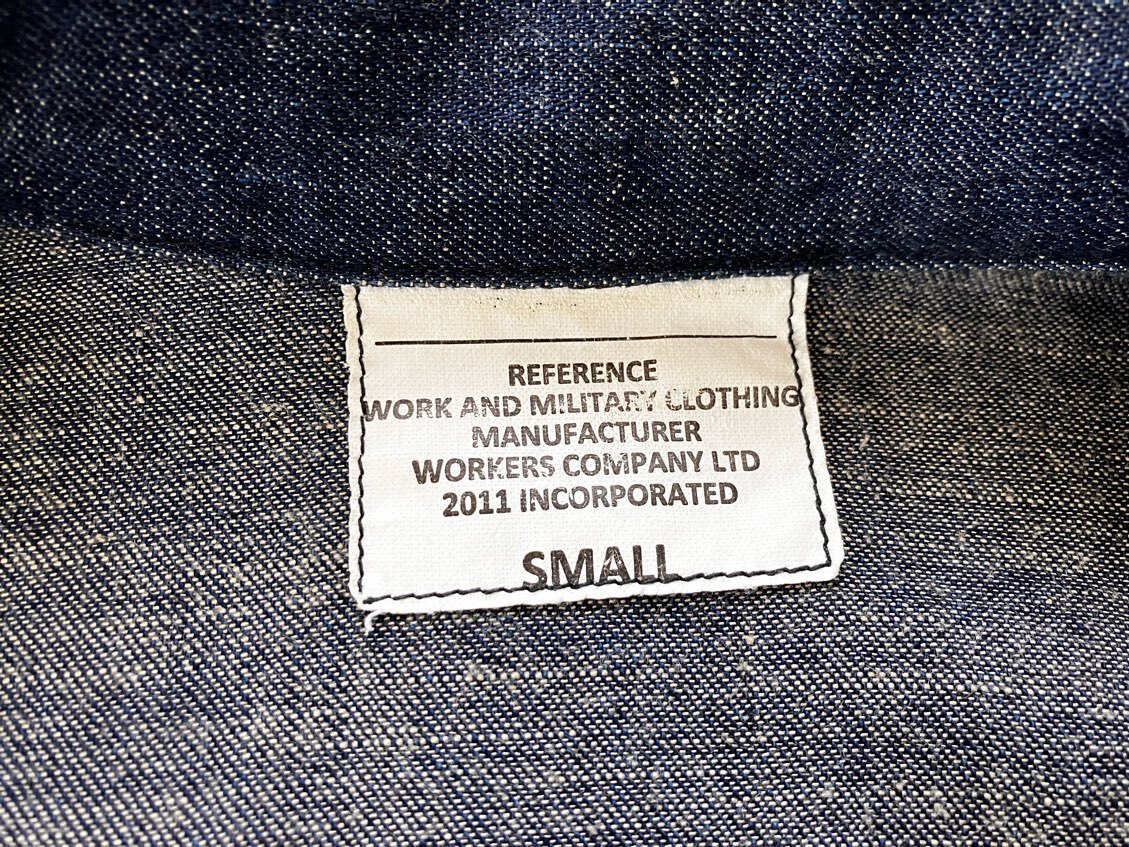 REFERENCE
WORK AND MILITARY CLOTHING
MANUFACTURER
WORKERS COMPANY LTD
2011 INCORPORATED
SMALL